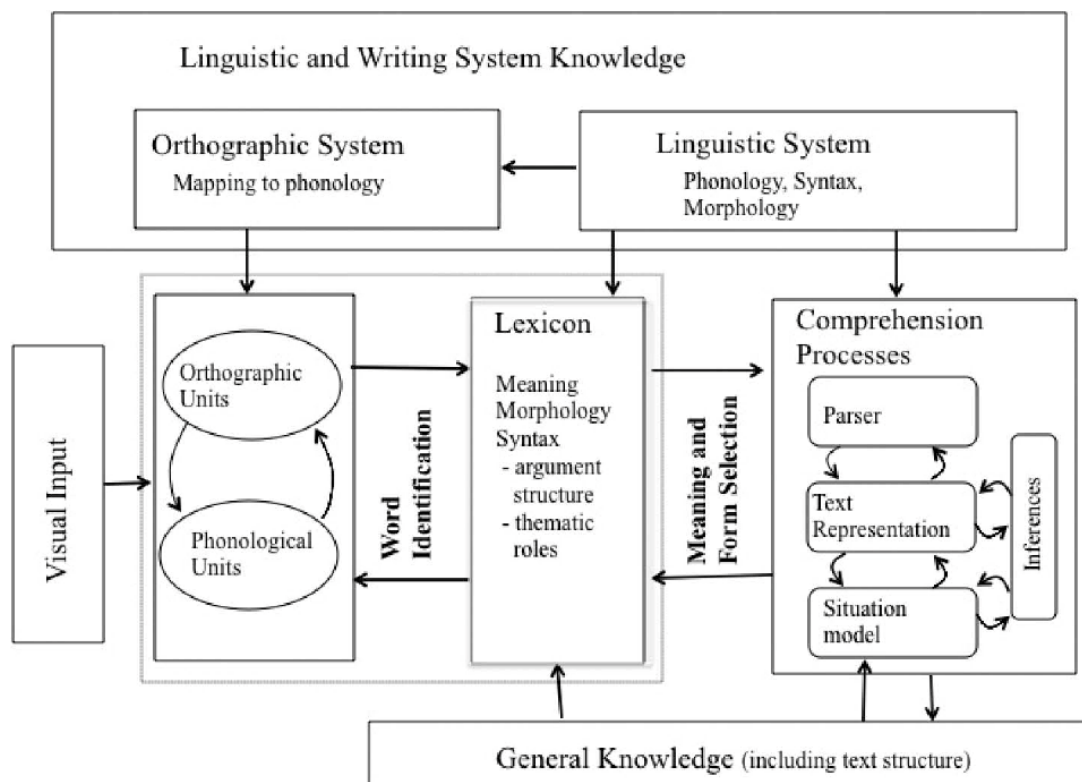 Linguistic and Writing System Knowledge
Orthographic System
Mapping to phonology
Linguistic System
Phonology, Syntax,
Morphology
Visual Input
Orthographic
Units
Phonological
Units
Word
Identification
Lexicon
Meaning
Morphology
Syntax
- argument
structure
- thematic
roles
Meaning and
Form Selection
Comprehension
Processes
Parser
Text
Representation
Situation
model
Inferences
General Knowledge (including text structure)